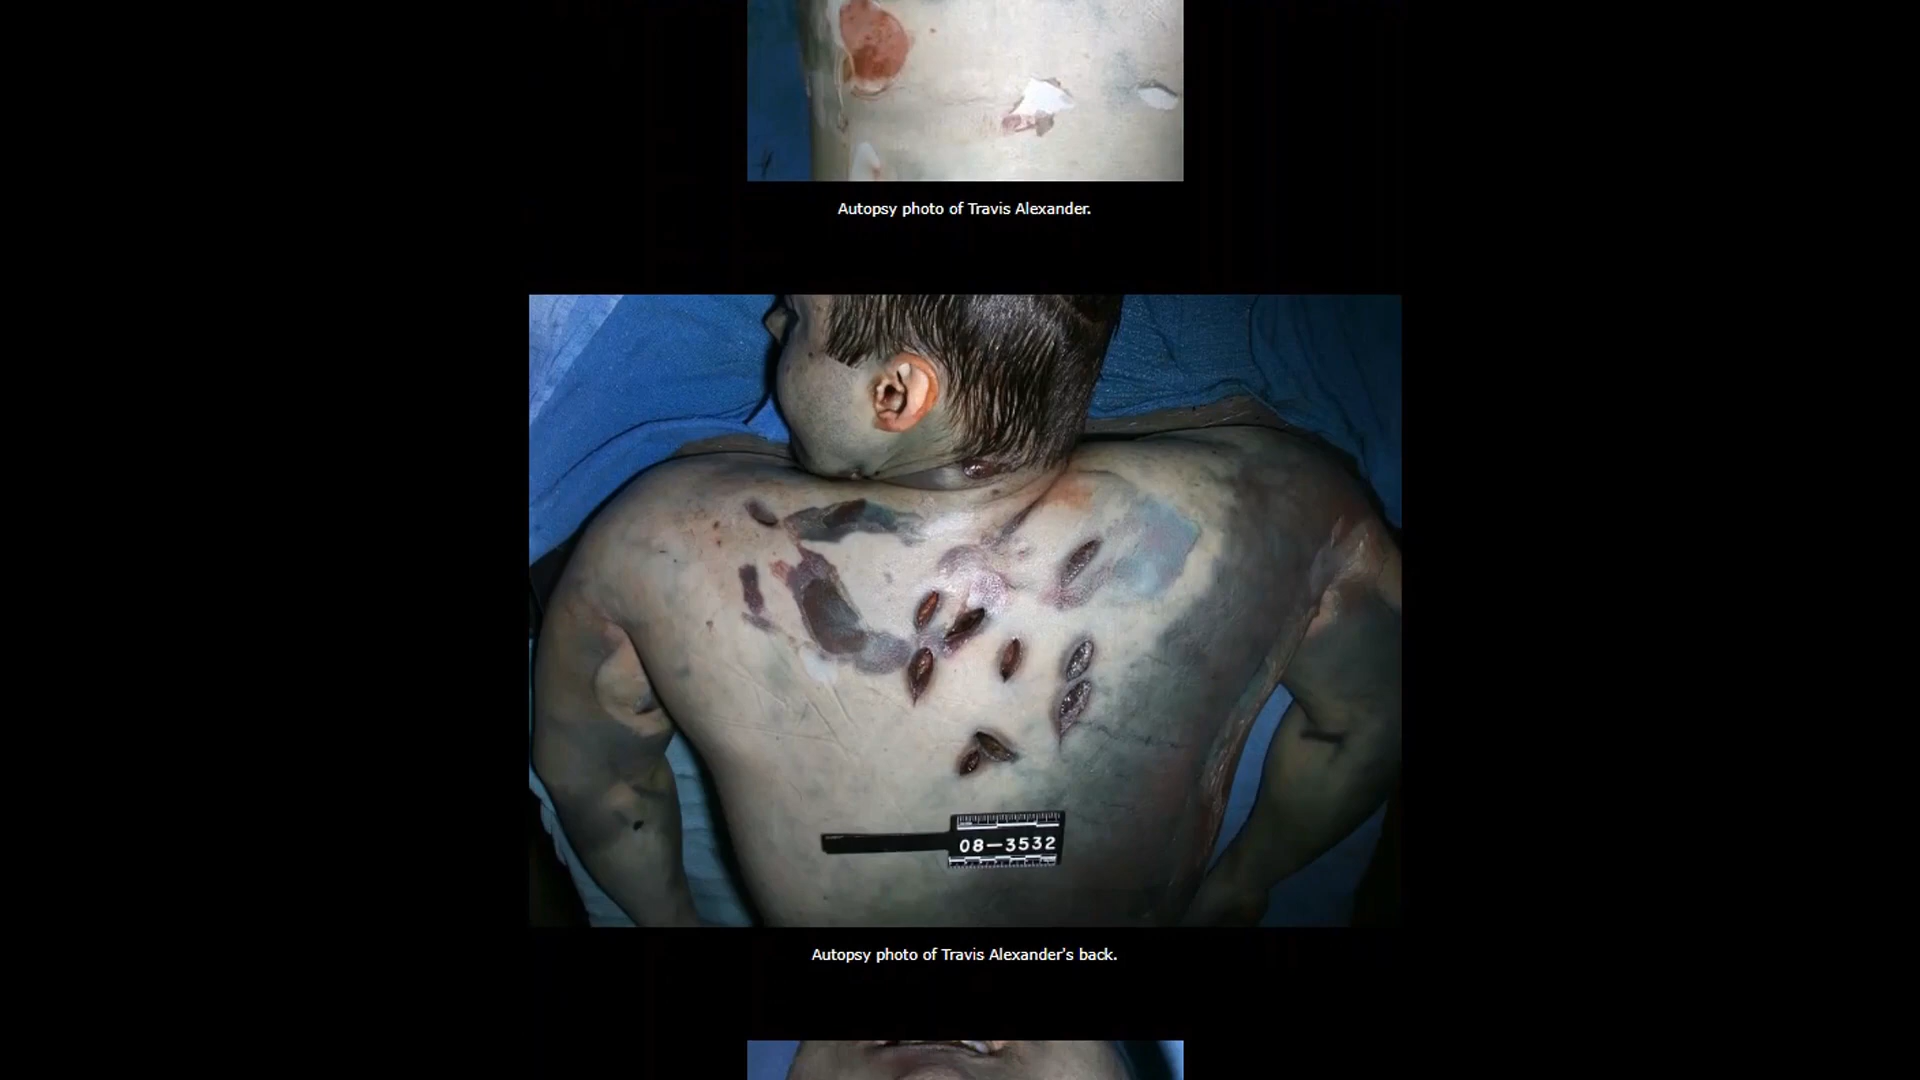 Autopsy photo of Travis Alexander.
08—3532
Autopsy photo of Travis Alexander's back.